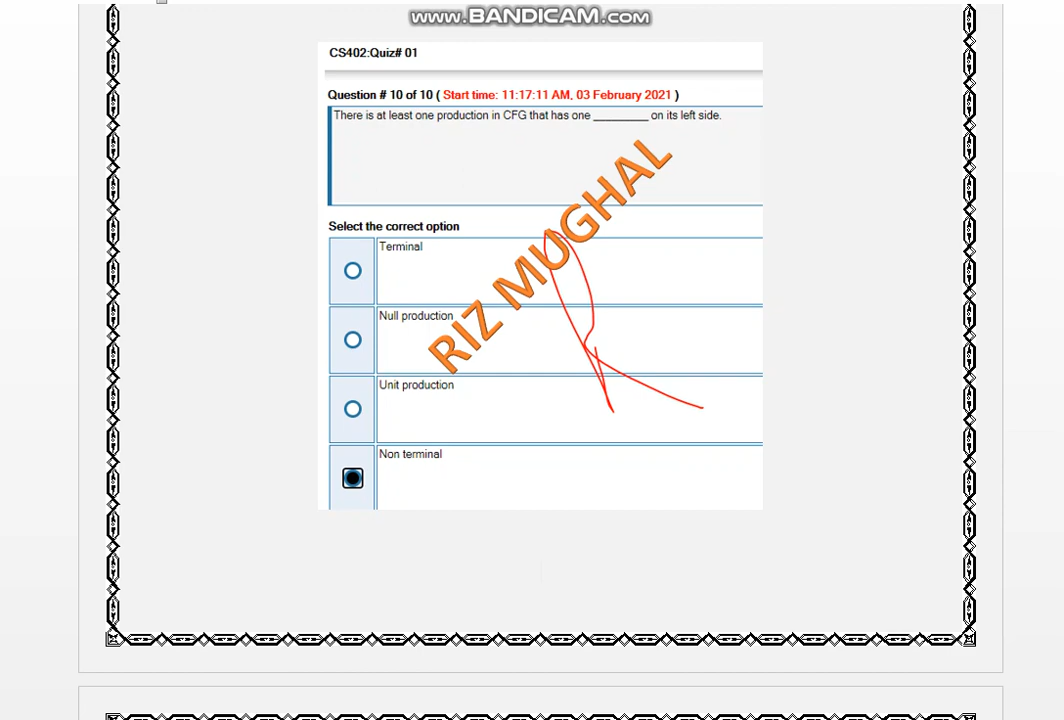 www.BANDICAM.com
CS402:Quiz# 01
Question # 10 of 10 ( Start time: 11:17:11 AM, 03 February 2021 )
There is at least one production in CFG that has one _________ on its left side.
Select the correct option
Terminal
Null production
Unit production
Non terminal
RIZ MUGHAL